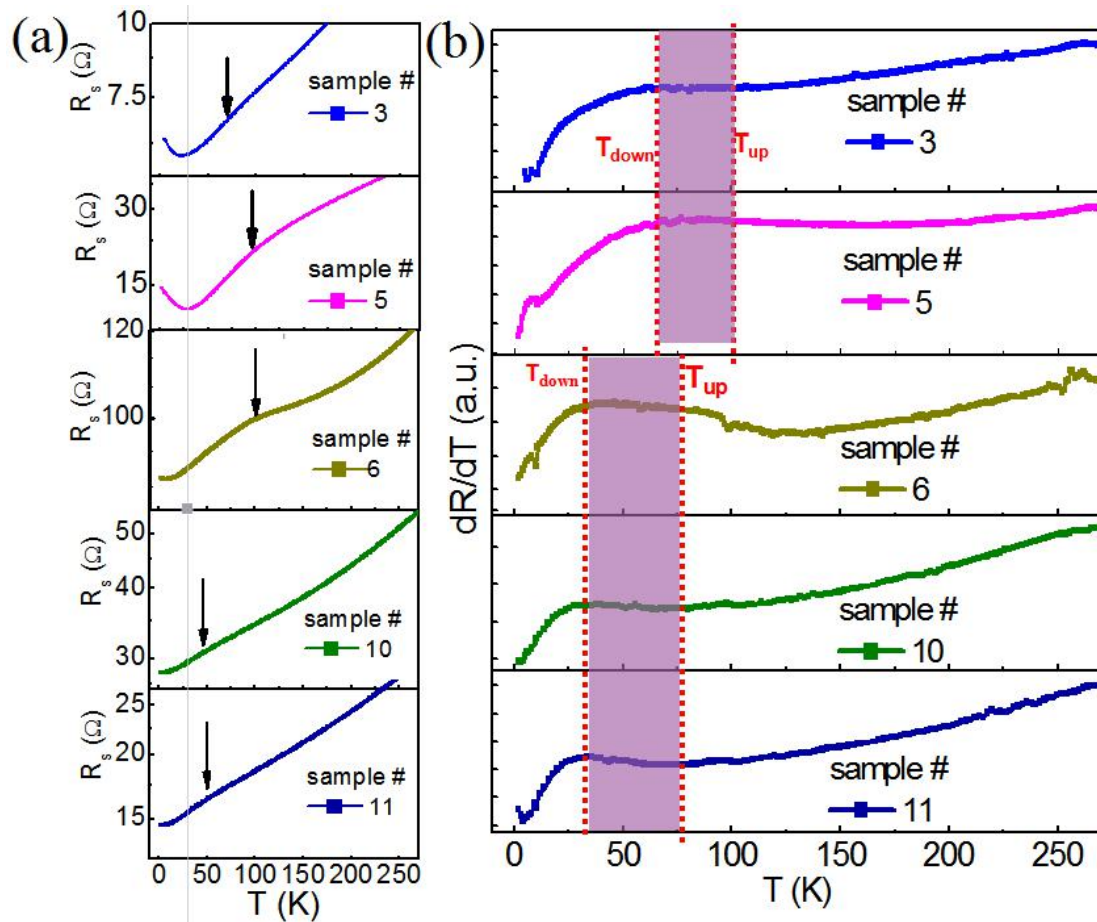 (a)
10
7.5
R_s (Ω)
sample #
3
30
15
R_s (Ω)
sample #
5
120
100
R_s (Ω)
sample #
6
50
40
30
R_s (Ω)
sample #
10
25
20
15
R_s (Ω)
sample #
11
0 50 100 150 200 250
T (K)
(b)
dR/dT (a.u.)
T_down
T_up
sample #
3
sample #
5
T_down
T_up
sample #
6
sample #
10
sample #
11
0 50 100 150 200 250
T (K)